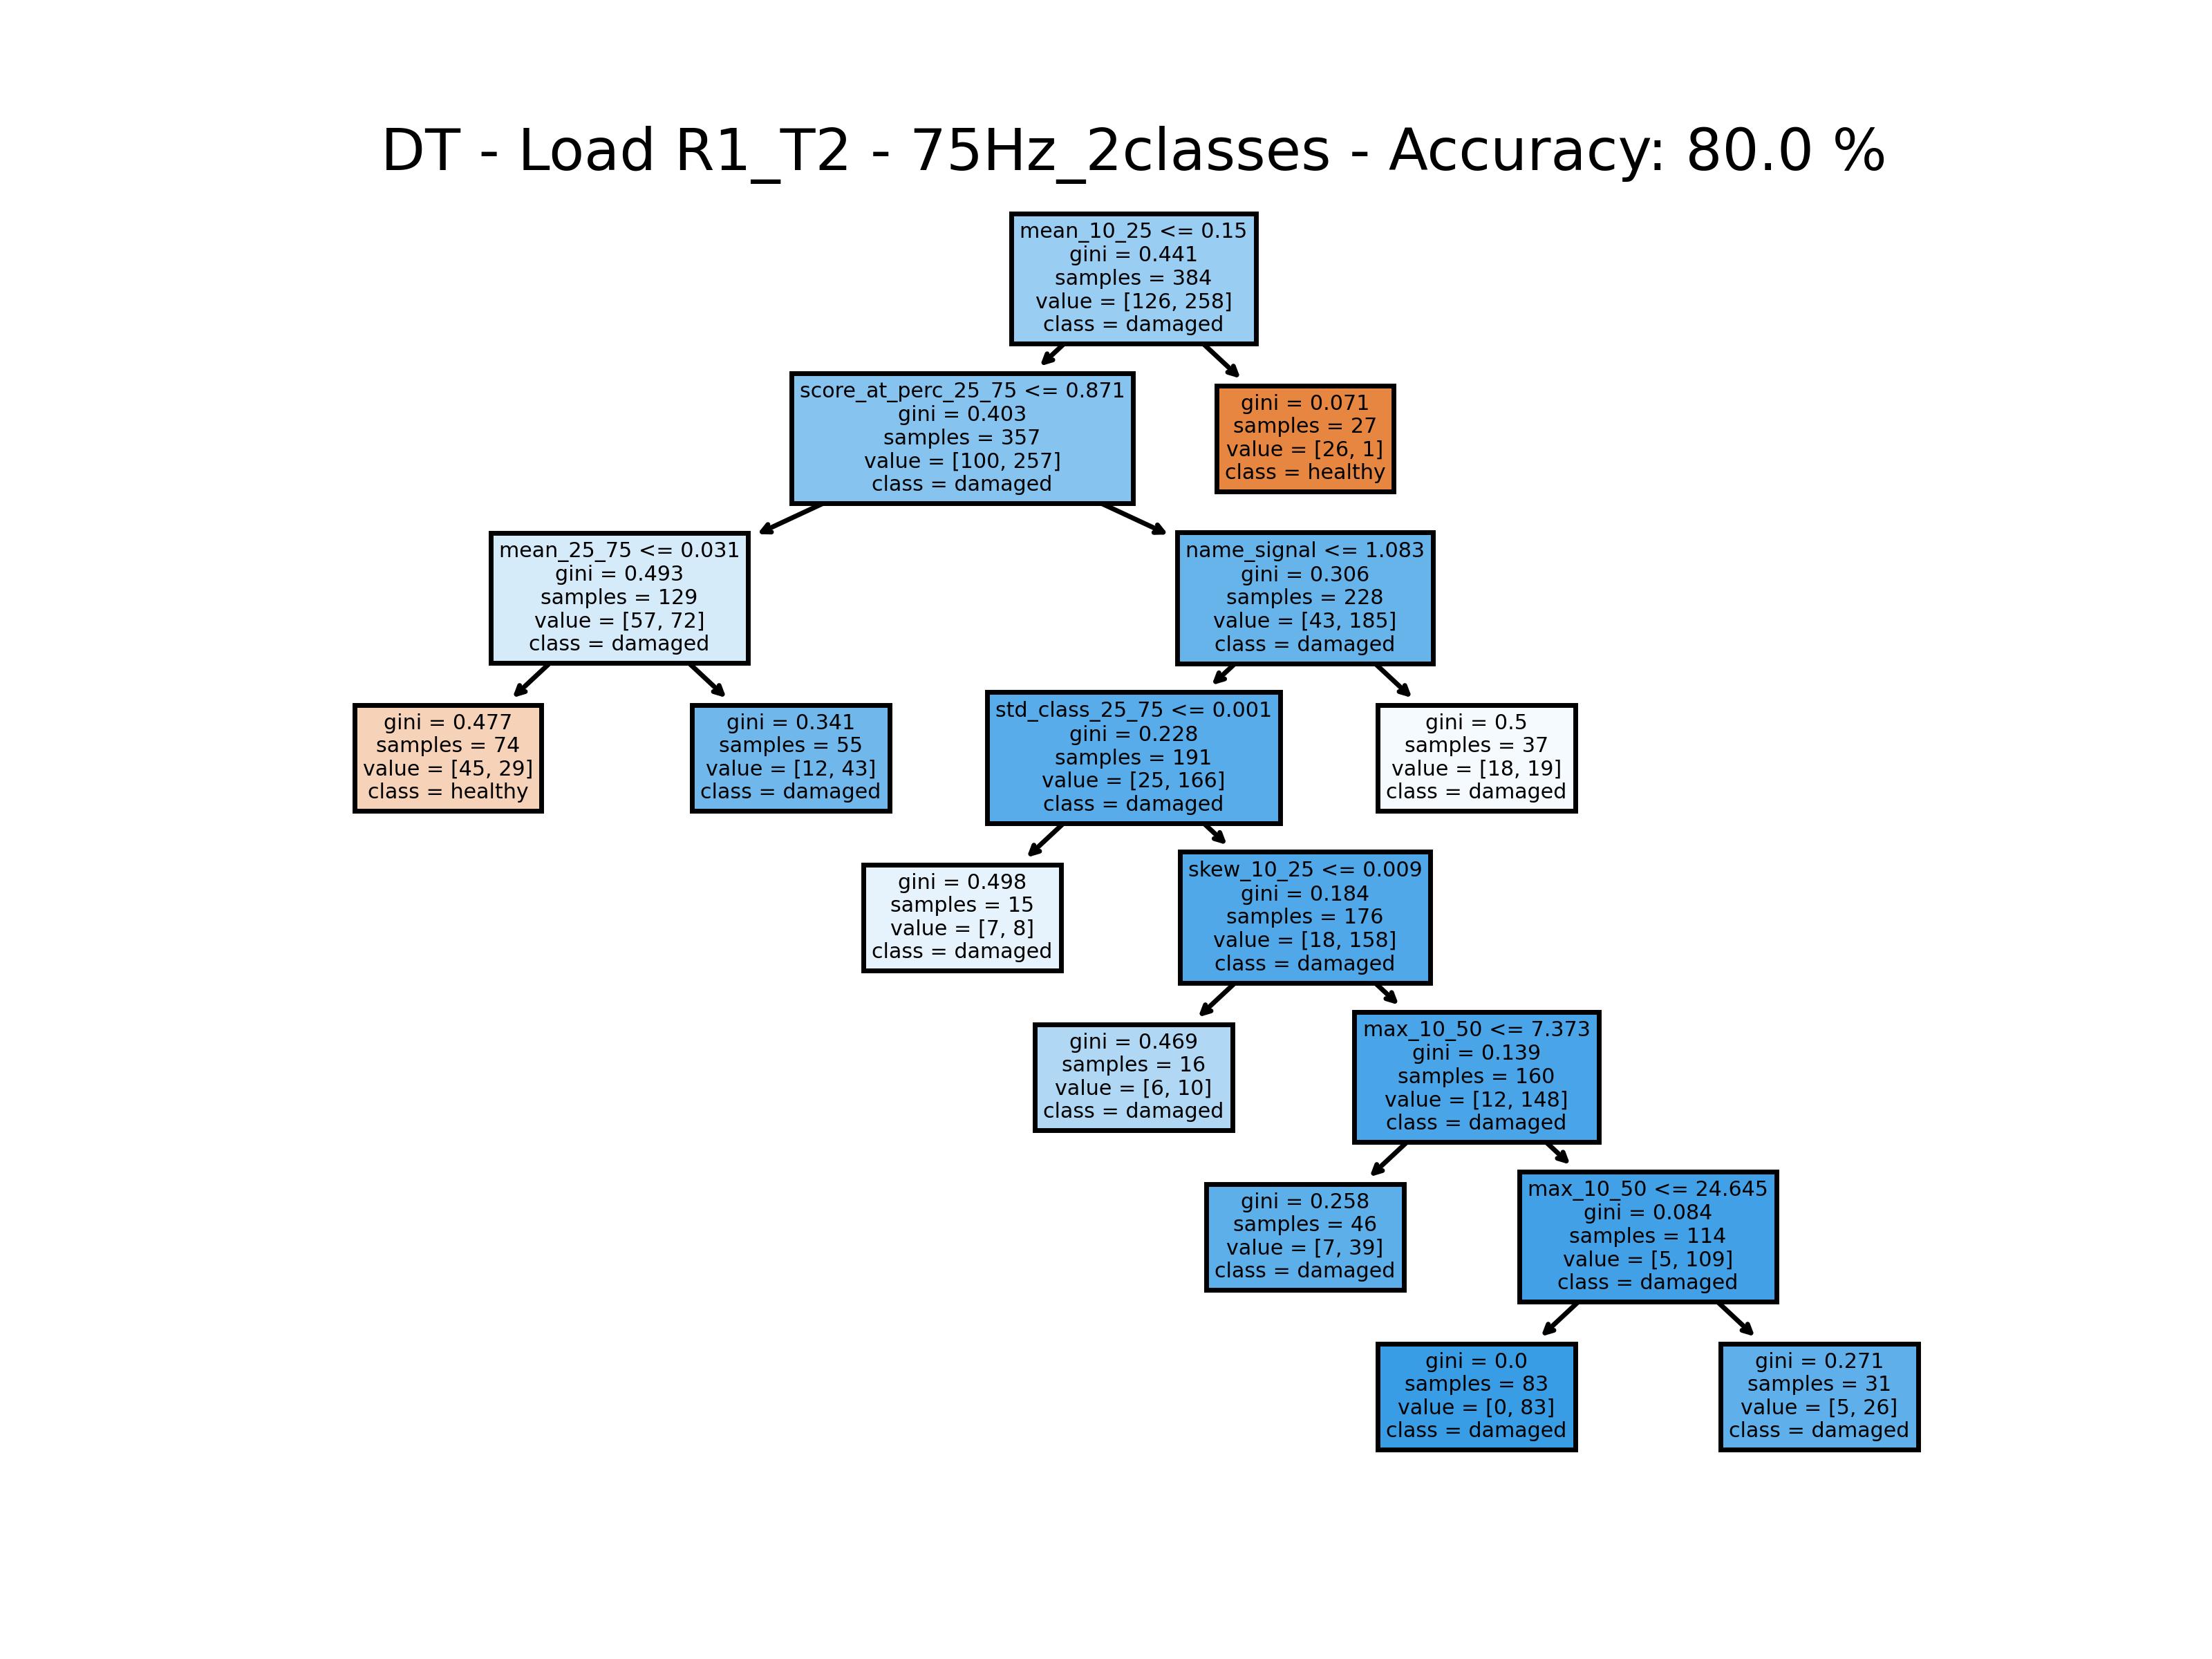 DT - Load R1_T2 - 75Hz_2classes - Accuracy: 80.0 %
mean_10_25 <= 0.15
gini = 0.441
samples = 384
value = [126, 258]
class = damaged
score_at_perc_25_75 <= 0.871
gini = 0.403
samples = 357
value = [100, 257]
class = damaged
gini = 0.071
samples = 27
value = [26, 1]
class = healthy
mean_25_75 <= 0.031
gini = 0.493
samples = 129
value = [57, 72]
class = damaged
name_signal <= 1.083
gini = 0.306
samples = 228
value = [43, 185]
class = damaged
gini = 0.477
samples = 74
value = [45, 29]
class = healthy
gini = 0.341
samples = 55
value = [12, 43]
class = damaged
std_class_25_75 <= 0.001
gini = 0.228
samples = 191
value = [25, 166]
class = damaged
gini = 0.5
samples = 37
value = [18, 19]
class = damaged
gini = 0.498
samples = 15
value = [7, 8]
class = damaged
skew_10_25 <= 0.009
gini = 0.184
samples = 176
value = [18, 158]
class = damaged
gini = 0.469
samples = 16
value = [6, 10]
class = damaged
max_10_50 <= 7.373
gini = 0.139
samples = 160
value = [12, 148]
class = damaged
gini = 0.258
samples = 46
value = [7, 39]
class = damaged
max_10_50 <= 24.645
gini = 0.084
samples = 114
value = [5, 109]
class = damaged
gini = 0.0
samples = 83
value = [0, 83]
class = damaged
gini = 0.271
samples = 31
value = [5, 26]
class = damaged